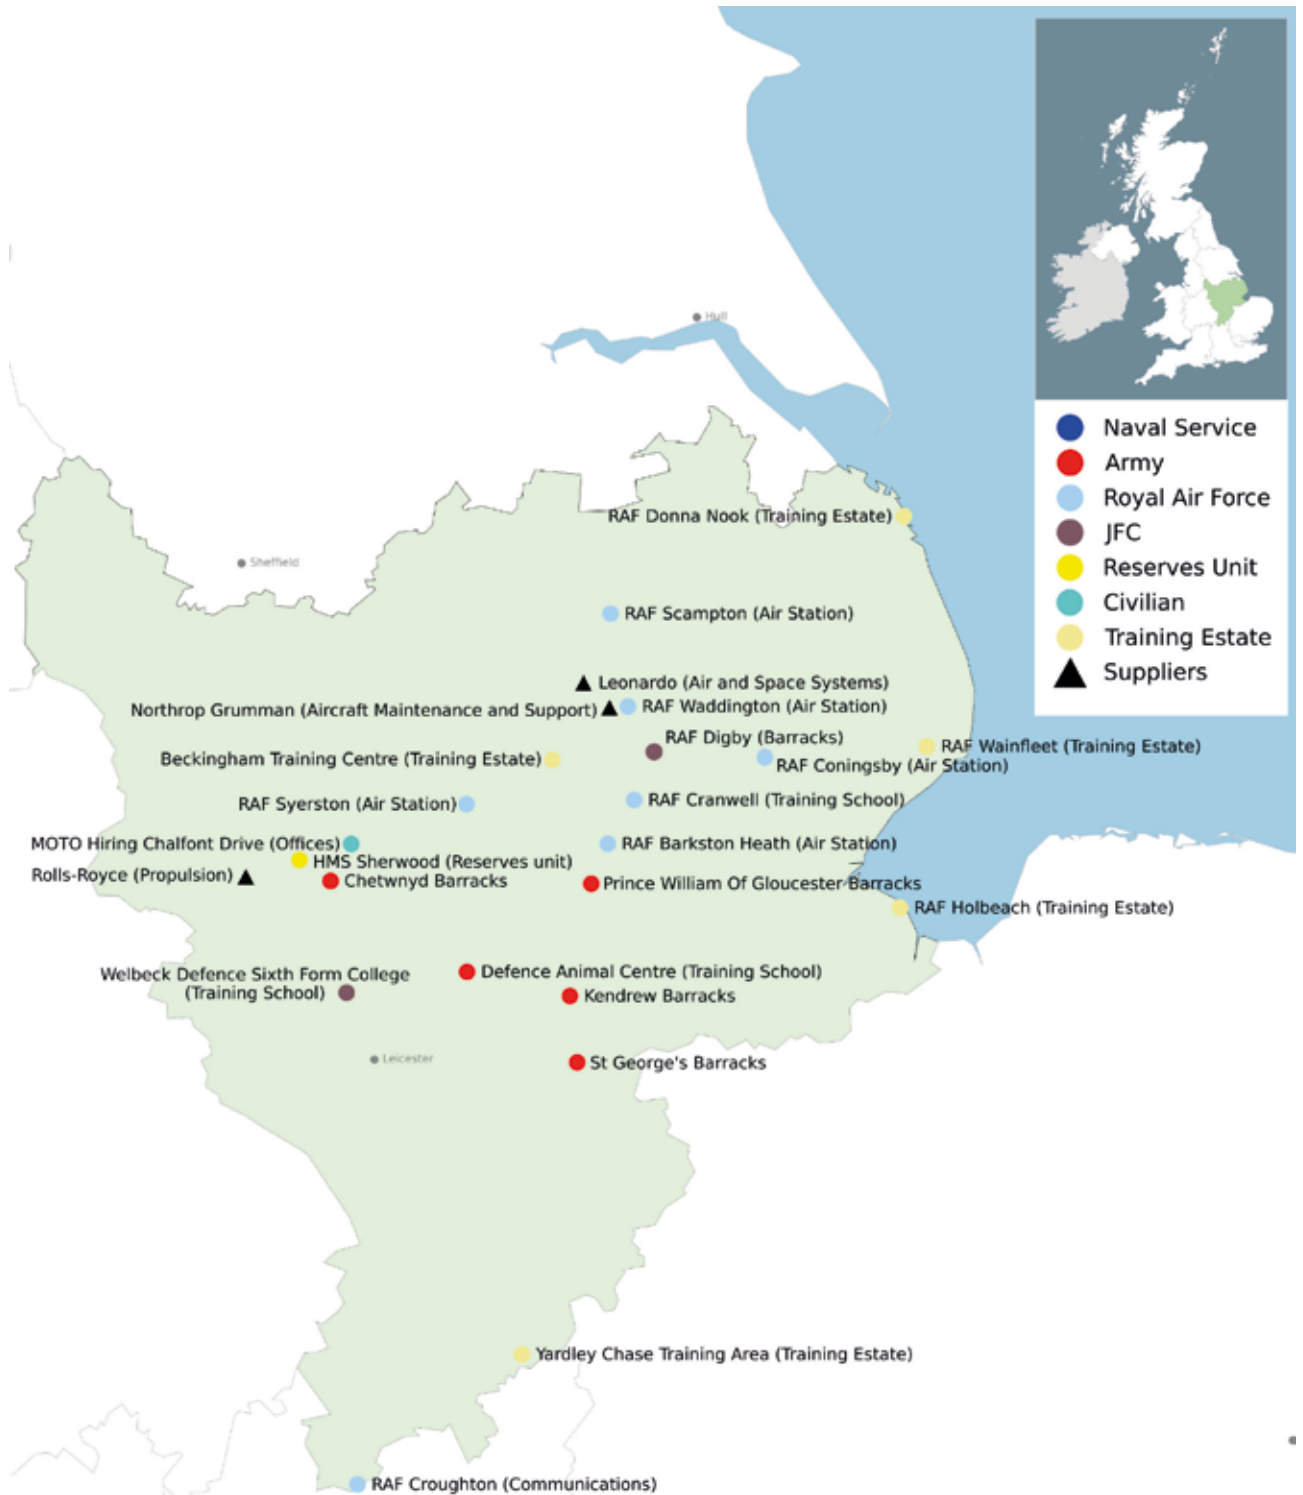 Hull
Naval Service
Army
Royal Air Force
JFC
Reserves Unit
Civilian
Training Estate
Suppliers
RAF Donna Nook (Training Estate)
Sheffield
RAF Scampton (Air Station)
Leonardo (Air and Space Systems)
Northrop Grumman (Aircraft Maintenance and Support)
RAF Waddington (Air Station)
RAF Digby (Barracks)
RAF Wainfleet (Training Estate)
Beckingham Training Centre (Training Estate)
RAF Coningsby (Air Station)
RAF Syerston (Air Station)
RAF Cranwell (Training School)
MOTO Hiring Chalfont Drive (Offices)
RAF Barkston Heath (Air Station)
HMS Sherwood (Reserves unit)
Rolls-Royce (Propulsion)
Chetwnyd Barracks
Prince William Of Gloucester Barracks
RAF Holbeach (Training Estate)
Welbeck Defence Sixth Form College
(Training School)
Defence Animal Centre (Training School)
Kendrew Barracks
Leicester
St George's Barracks
Yardley Chase Training Area (Training Estate)
RAF Croughton (Communications)